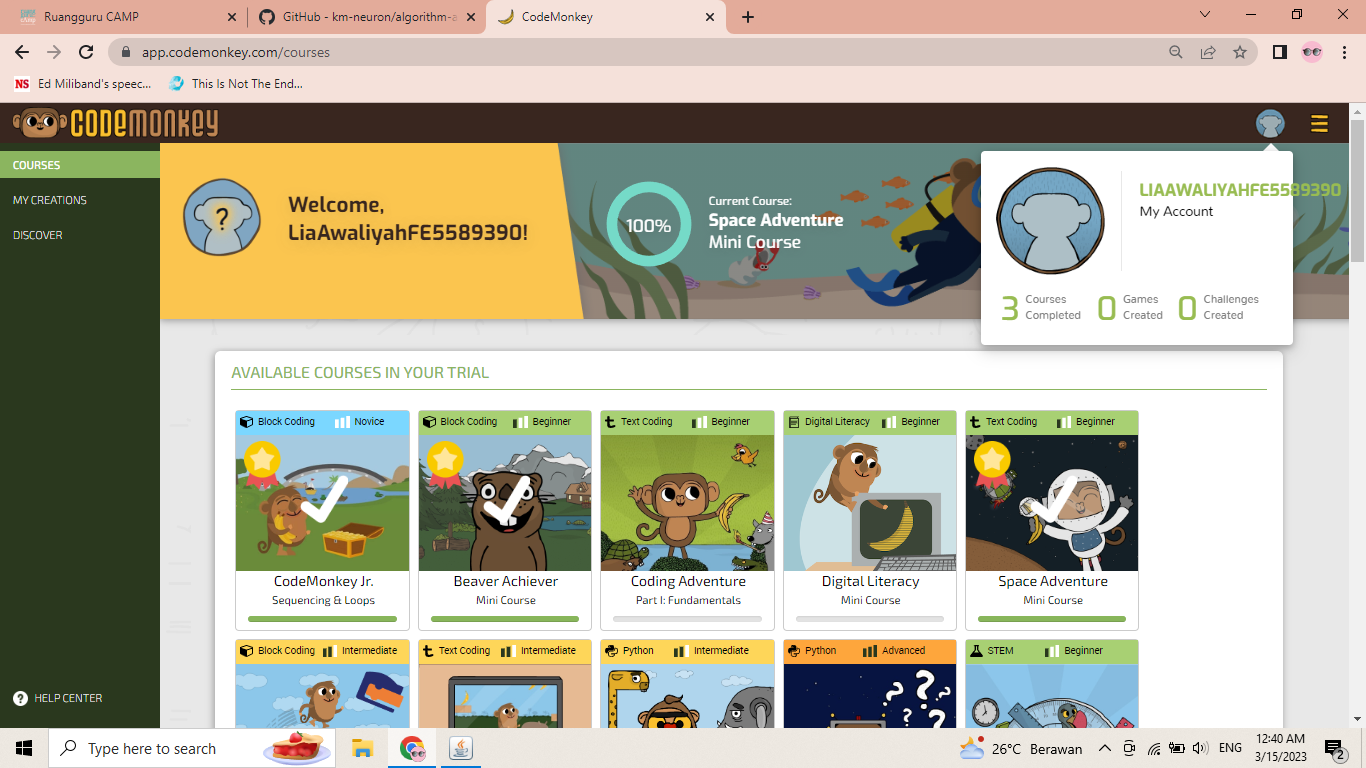 Ruangguru CAMP
GitHub - km-neuron/algorithm-a
CodeMonkey
app.codemonkey.com/courses
NS Ed Miliband's speec...
This Is Not The End...
CODEMONKEY
COURSES
MY CREATIONS
DISCOVER
HELP CENTER
?
Welcome,
LiaAwaliyahFE5589390!
100%
Current Course:
Space Adventure
Mini Course
LIAAWALIYAHFE5589390
My Account
3 Courses Completed
0 Games Created
0 Challenges Created
AVAILABLE COURSES IN YOUR TRIAL
Block Coding Novice
CodeMonkey Jr.
Sequencing & Loops
Block Coding Beginner
Beaver Achiever
Mini Course
Text Coding Beginner
Coding Adventure
Part I: Fundamentals
Digital Literacy Beginner
Digital Literacy
Mini Course
Text Coding Beginner
Space Adventure
Mini Course
Block Coding Intermediate
Text Coding Intermediate
Python Intermediate
Python Advanced
? ? ? ?
STEM Beginner
Type here to search
26°C Berawan
ENG
12:40 AM
3/15/2023
2